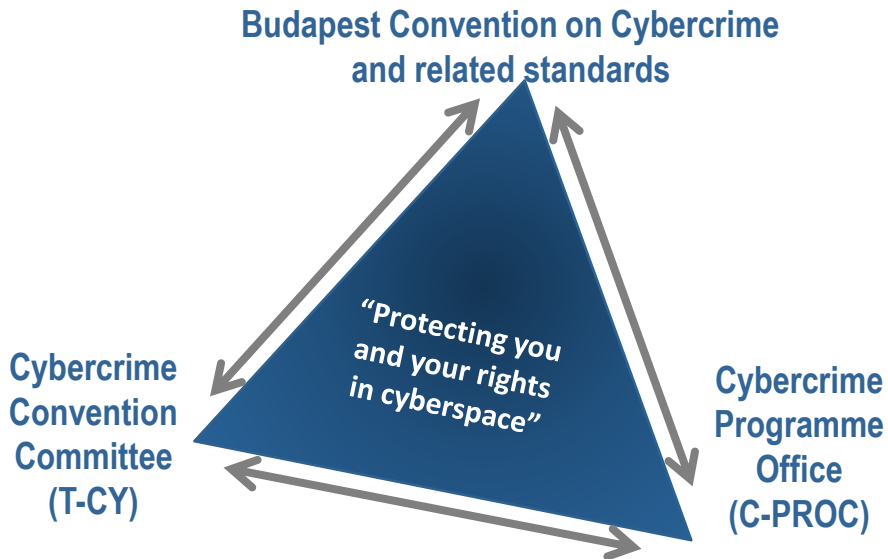 Budapest Convention on Cybercrime
and related standards
“Protecting you
and your rights
in cyberspace”
Cybercrime
Convention
Committee
(T-CY)
Cybercrime
Programme
Office
(C-PROC)